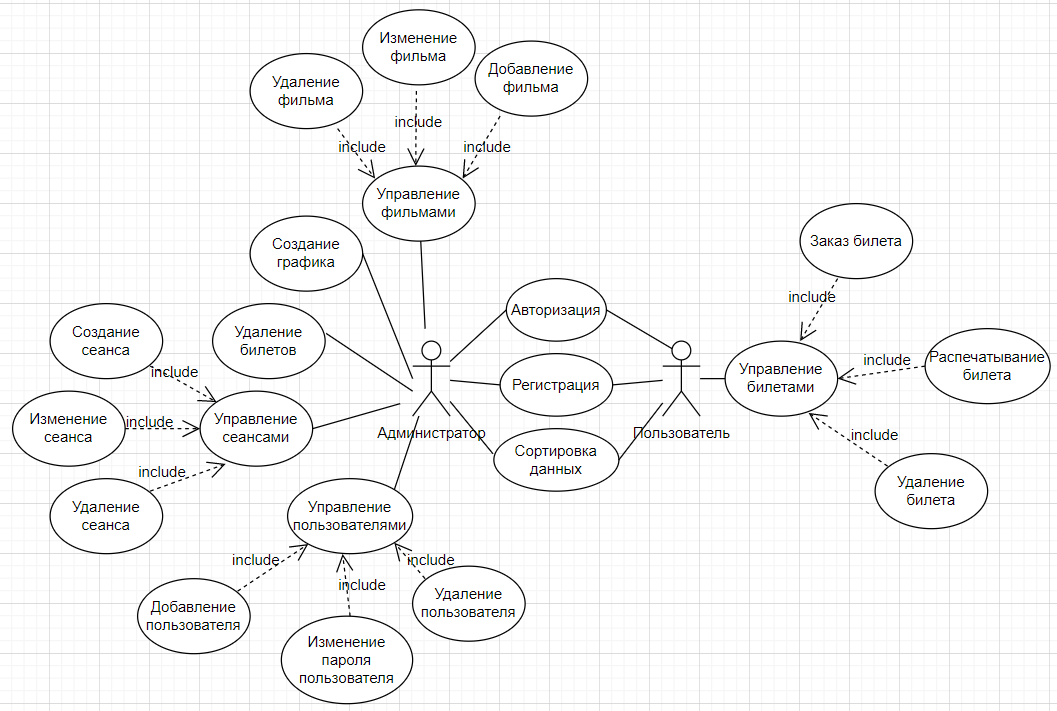 Изменение
фильма
Удаление
фильма
Добавление
фильма
include
include
include
Управление
фильмами
Создание
графика
Заказ билета
include
Авторизация
Создание
сеанса
Удаление
билетов
include
Управление
билетами
include
Распечатывание
билета
Регистрация
Изменение
сеанса
include
Управление
сеансами
Администратор
Пользователь
include
Сортировка
данных
include
Удаление
сеанса
Удаление
билета
Управление
пользователями
include
include
include
Добавление
пользователя
Удаление
пользователя
Изменение
пароля
пользователя